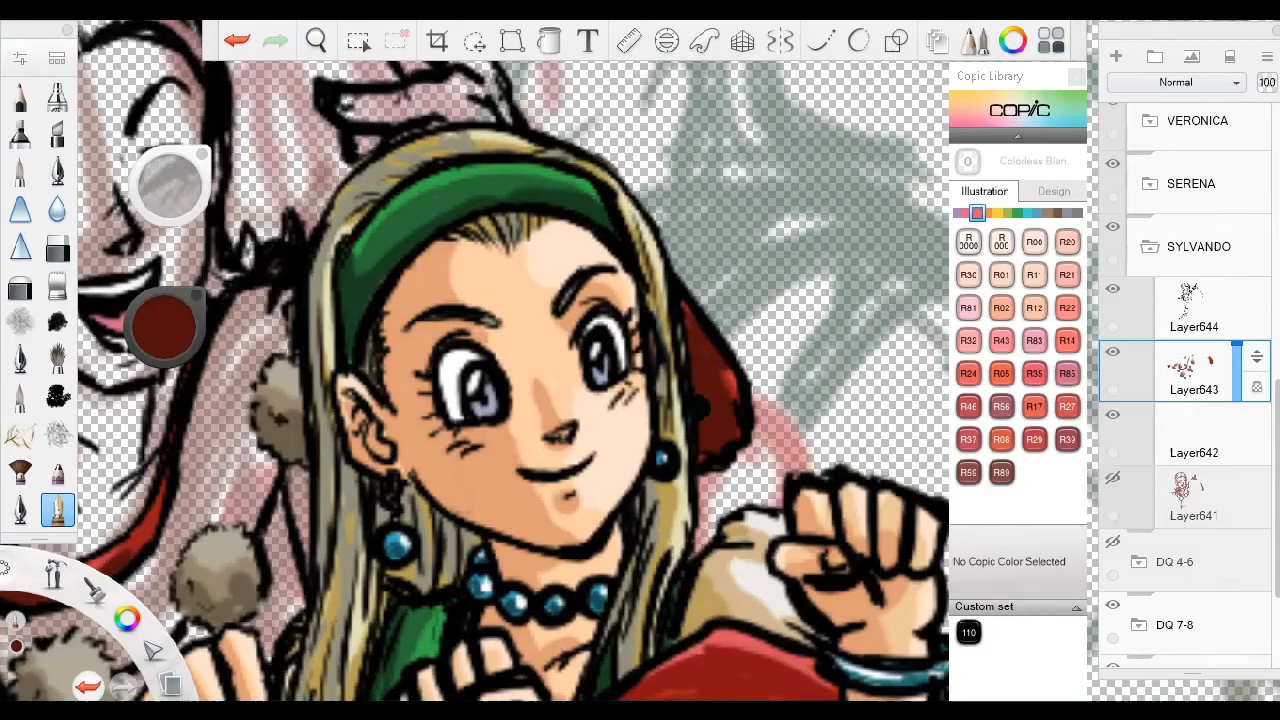 T
Copic Library
COPIC
0 Colorless Blen...
Illustration Design
R0000 R000 R00 R20
R30 R01 R11 R21
R81 R02 R12 R22
R32 R43 R83 R14
R24 R05 R35 R85
R46 R56 R17 R27
R37 R08 R29 R39
R59 R89
No Copic Color Selected
Custom set
110
Normal 100
VERONICA
SERENA
SYLVANDO
Layer644
Layer643
Layer642
Layer641
DQ 4-6
DQ 7-8